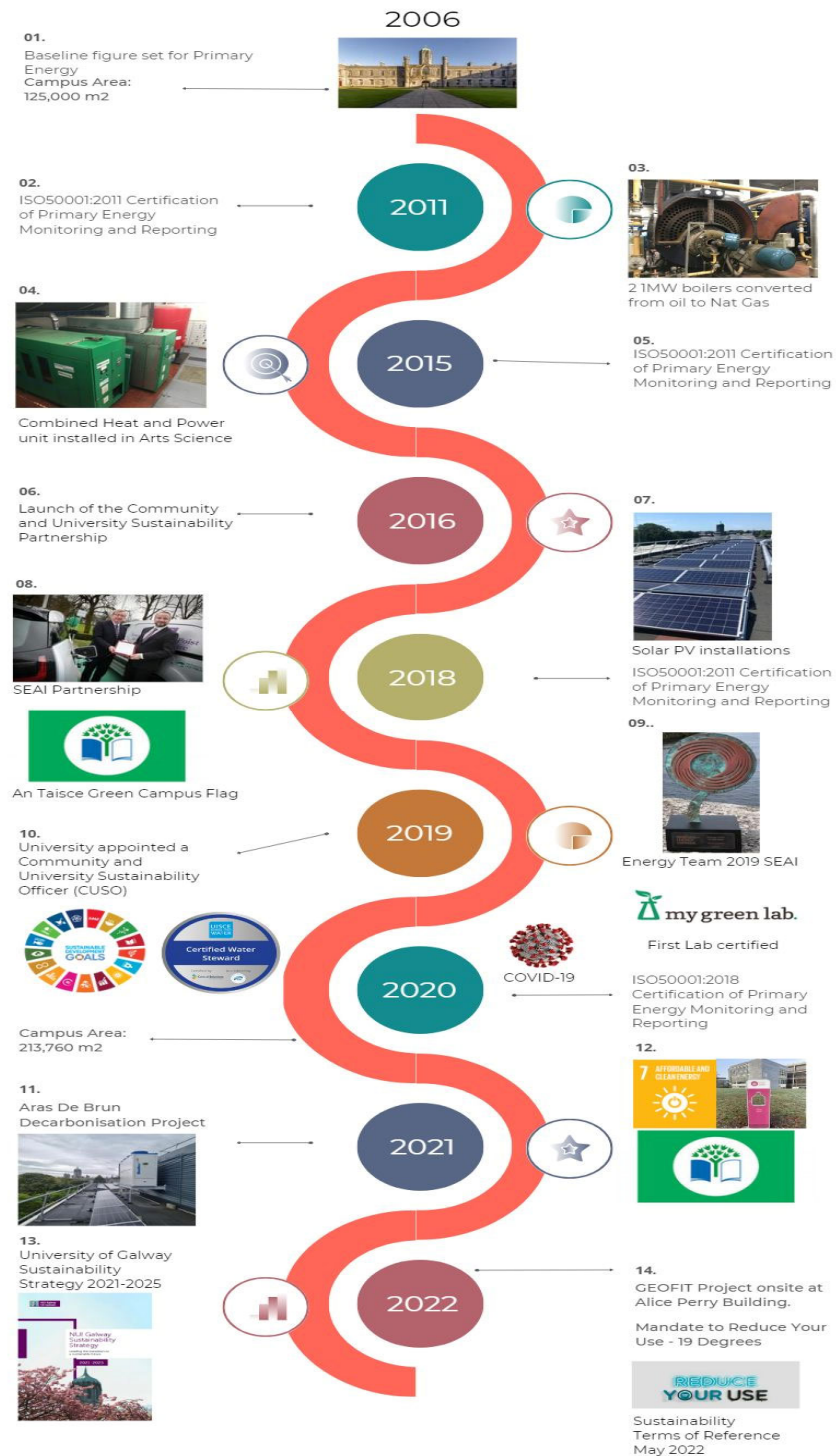 2006
01.
Baseline figure set for Primary
Energy
Campus Area:
125,000 m2
02.
ISO50001:2011 Certification
of Primary Energy
Monitoring and Reporting
2011
03.
2 1MW boilers converted
from oil to Nat Gas
04.
Combined Heat and Power
unit installed in Arts Science
2015
05.
ISO50001:2011 Certification
of Primary Energy
Monitoring and Reporting
06.
Launch of the Community
and University Sustainability
Partnership
2016
07.
Solar PV installations
ISO50001:2011 Certification
of Primary Energy
Monitoring and Reporting
08.
SEAI Partnership
An Taisce Green Campus Flag
2018
09..
Energy Team 2019 SEAI
10.
University appointed a
Community and
University Sustainability
Officer (CUSO)
2019
SUSTAINABLE
DEVELOPMENT
GOALS
UISCE
WATER
Certified Water
Steward
my green lab.
First Lab certified
COVID-19
2020
ISO50001:2018
Certification of Primary
Energy Monitoring and
Reporting
Campus Area:
213,760 m2
11.
Aras De Brun
Decarbonisation Project
2021
12.
7 AFFORDABLE AND
CLEAN ENERGY
13.
University of Galway
Sustainability
Strategy 2021-2025
NUI Galway
Sustainability
Strategy
2021-2025
2022
14.
GEOFIT Project onsite at
Alice Perry Building.
Mandate to Reduce Your
Use - 19 Degrees
REDUCE
YOUR USE
Sustainability
Terms of Reference
May 2022